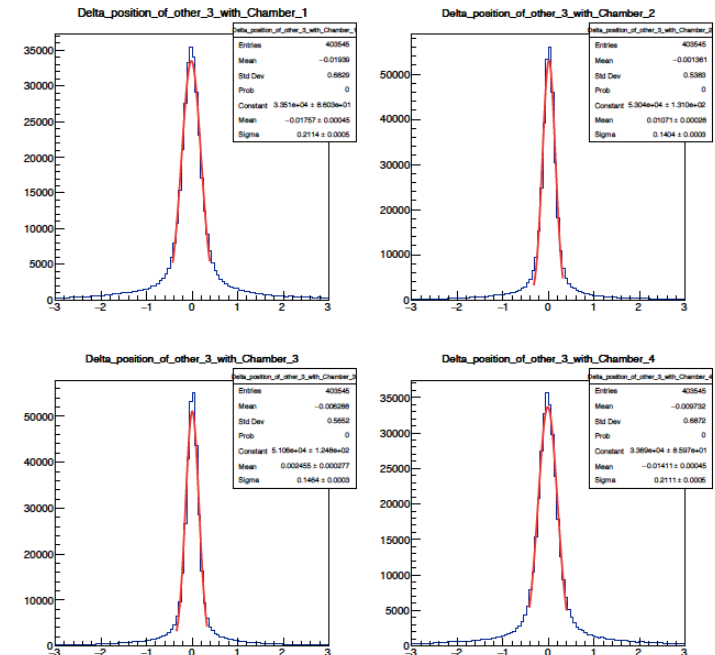 Delta_position_of_other_3_with_Chamber_1
Delta_position_of_other_3_with_Chamber_1
Entries 403545
Mean −0.01939
Std Dev 0.6829
Prob 0
Constant 3.351e+04 ± 8.603e+01
Mean −0.01757 ± 0.00045
Sigma 0.2114 ± 0.0005
35000
30000
25000
20000
15000
10000
5000
0
−3 −2 −1 0 1 2 3
Delta_position_of_other_3_with_Chamber_2
Delta_position_of_other_3_with_Chamber_2
Entries 403545
Mean −0.001361
Std Dev 0.5363
Prob 0
Constant 5.304e+04 ± 1.310e+02
Mean 0.01071 ± 0.00028
Sigma 0.1404 ± 0.0003
50000
40000
30000
20000
10000
0
−3 −2 −1 0 1 2 3
Delta_position_of_other_3_with_Chamber_3
Delta_position_of_other_3_with_Chamber_3
Entries 403545
Mean −0.006288
Std Dev 0.5652
Prob 0
Constant 5.106e+04 ± 1.248e+02
Mean 0.002455 ± 0.000277
Sigma 0.1464 ± 0.0003
50000
40000
30000
20000
10000
0
−3 −2 −1 0 1 2 3
Delta_position_of_other_3_with_Chamber_4
Delta_position_of_other_3_with_Chamber_4
Entries 403545
Mean −0.009732
Std Dev 0.6872
Prob 0
Constant 3.369e+04 ± 8.597e+01
Mean −0.01411 ± 0.00045
Sigma 0.2111 ± 0.0005
35000
30000
25000
20000
15000
10000
5000
0
−3 −2 −1 0 1 2 3